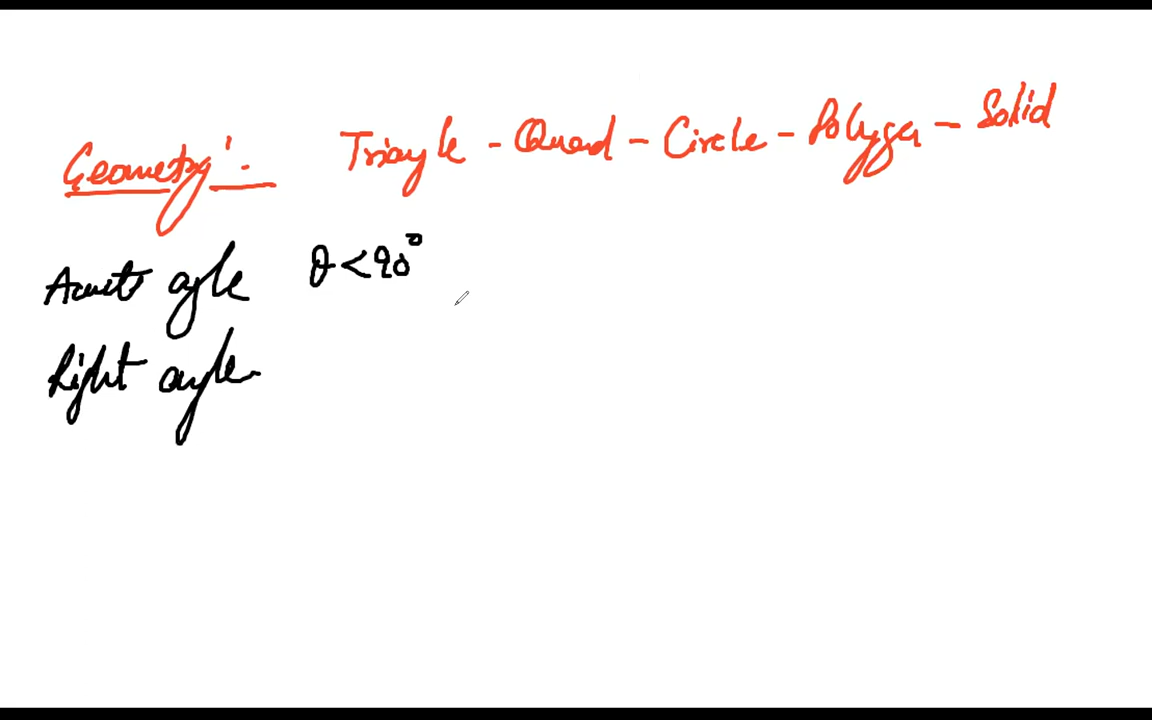 Geometry:- Triangle - Quad - Circle - Polygon - Solid
Acute angle θ < 90°
Right angle